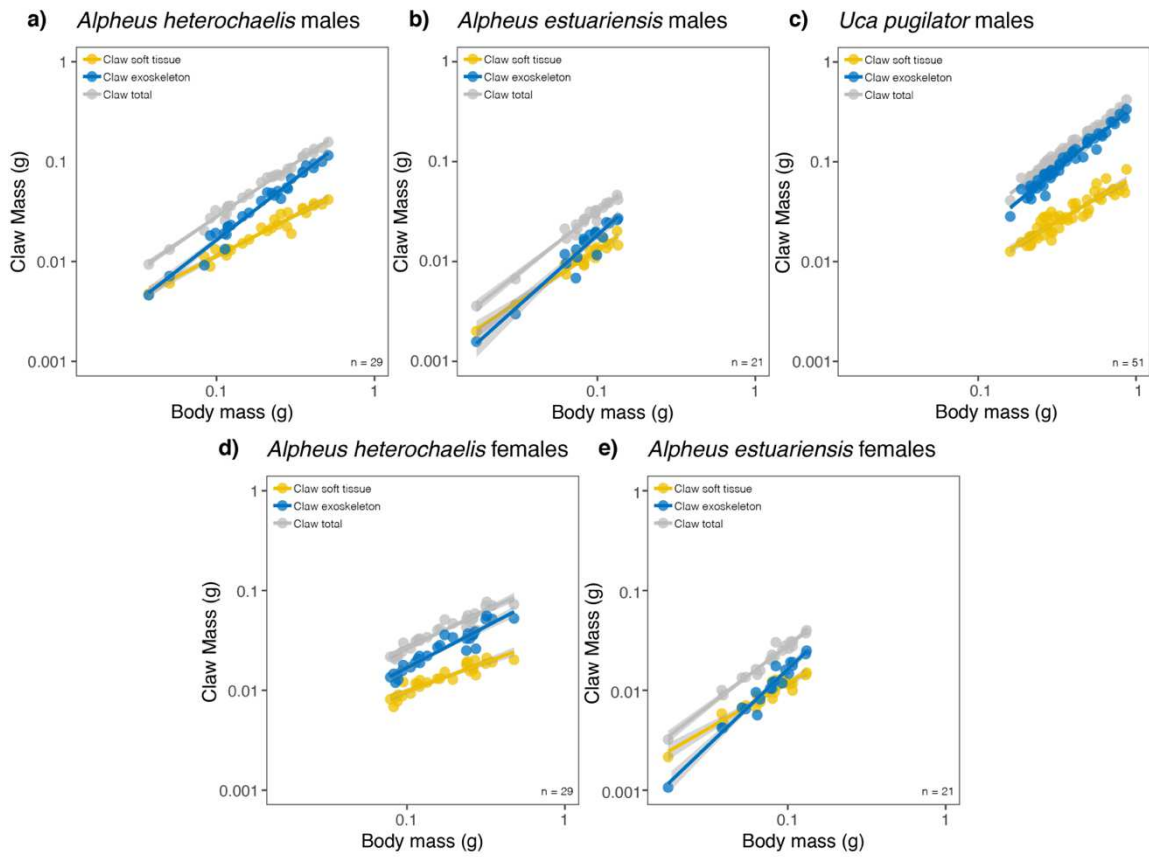 a) Alpheus heterochaelis males
Claw soft tissue
Claw exoskeleton
Claw total
1
0.1
0.01
0.001
Claw Mass (g)
n = 29
0.1
1
Body mass (g)
b) Alpheus estuariensis males
Claw soft tissue
Claw exoskeleton
Claw total
1
0.1
0.01
0.001
Claw Mass (g)
n = 21
0.1
1
Body mass (g)
c) Uca pugilator males
Claw soft tissue
Claw exoskeleton
Claw total
1
0.1
0.01
0.001
Claw Mass (g)
n = 51
0.1
1
Body mass (g)
d) Alpheus heterochaelis females
Claw soft tissue
Claw exoskeleton
Claw total
1
0.1
0.01
0.001
Claw Mass (g)
n = 29
0.1
1
Body mass (g)
e) Alpheus estuariensis females
Claw soft tissue
Claw exoskeleton
Claw total
1
0.1
0.01
0.001
Claw Mass (g)
n = 21
0.1
1
Body mass (g)